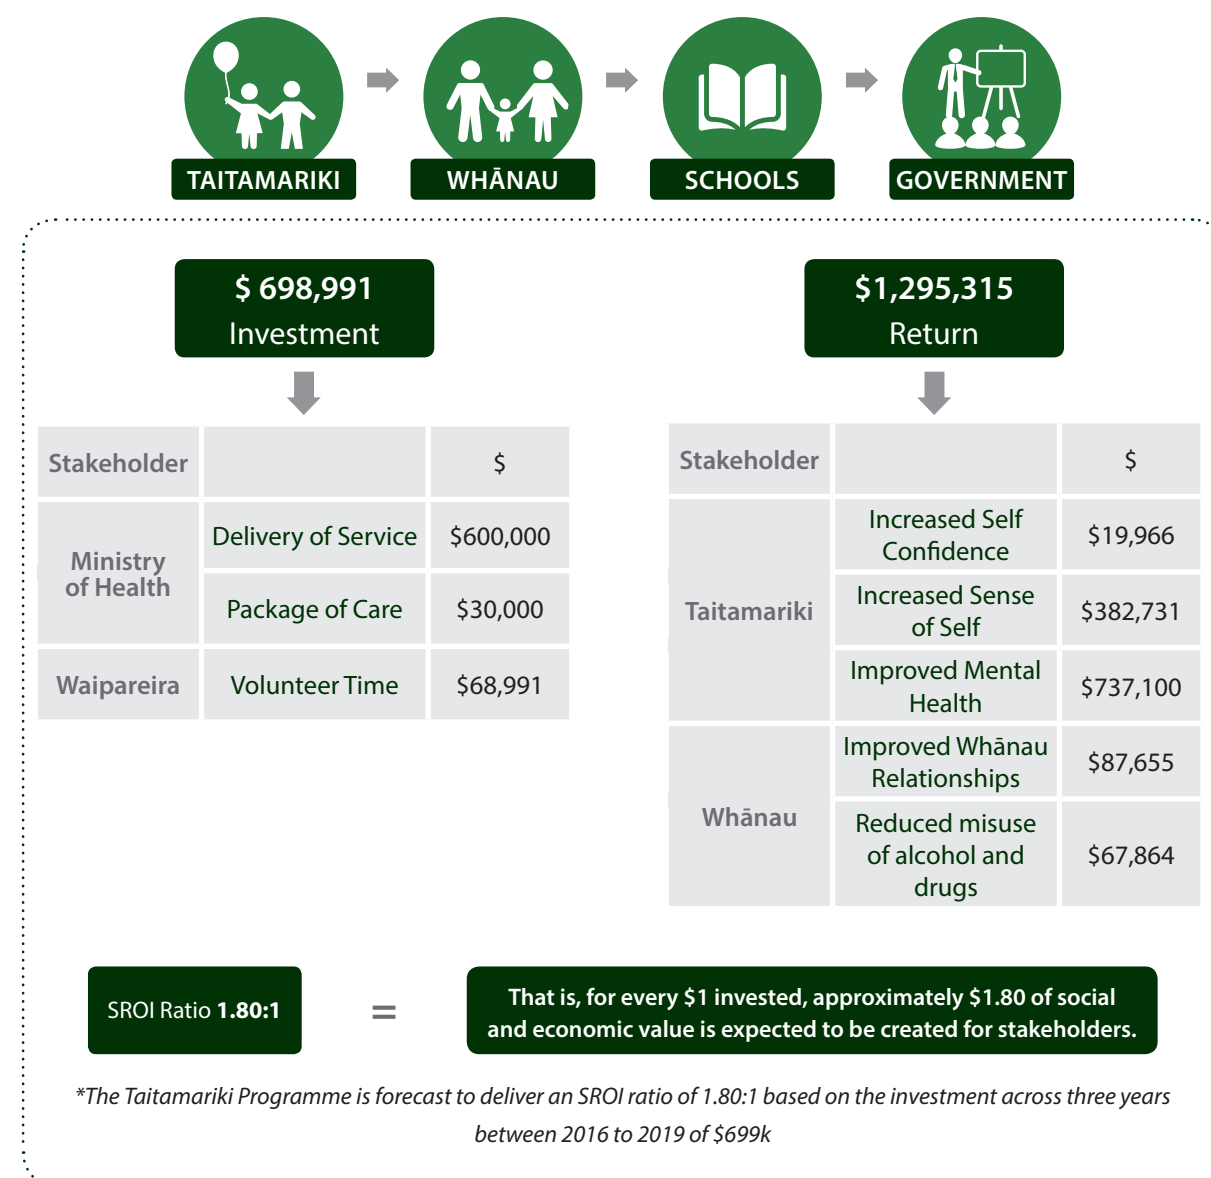 TAITAMARIKI
WHĀNAU
SCHOOLS
GOVERNMENT
$ 698,991
Investment
Stakeholder
$
Ministry
of Health
Delivery of Service
$600,000
Package of Care
$30,000
Waipareira
Volunteer Time
$68,991
$1,295,315
Return
Stakeholder
$
Taitamariki
Increased Self
Confidence
$19,966
Increased Sense
of Self
$382,731
Improved Mental
Health
$737,100
Whānau
Improved Whānau
Relationships
$87,655
Reduced misuse
of alcohol and
drugs
$67,864
SROI Ratio 1.80:1
=
That is, for every $1 invested, approximately $1.80 of social
and economic value is expected to be created for stakeholders.
*The Taitamariki Programme is forecast to deliver an SROI ratio of 1.80:1 based on the investment across three years
between 2016 to 2019 of $699k